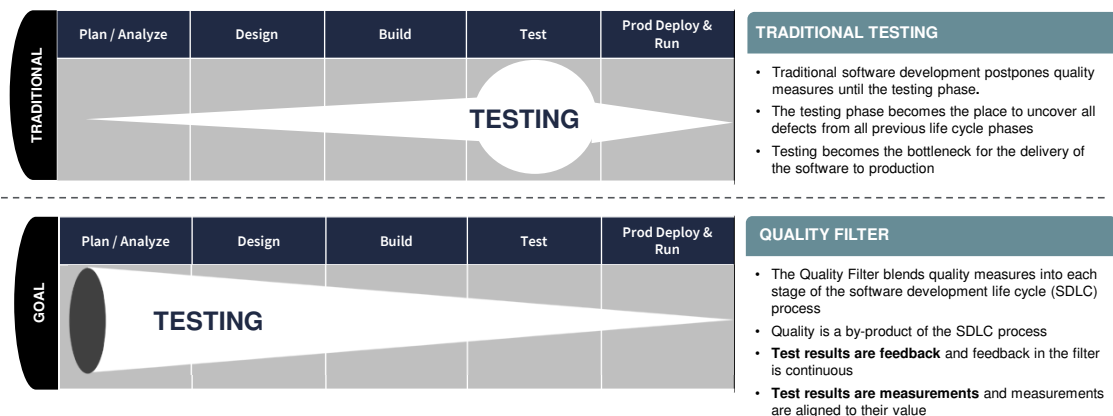 TRADITIONAL
Plan / Analyze
Design
Build
Test
Prod Deploy &
Run
TESTING
TRADITIONAL TESTING
• Traditional software development postpones quality
measures until the testing phase.
• The testing phase becomes the place to uncover all
defects from all previous life cycle phases
• Testing becomes the bottleneck for the delivery of
the software to production
GOAL
Plan / Analyze
Design
Build
Test
Prod Deploy &
Run
TESTING
QUALITY FILTER
• The Quality Filter blends quality measures into each
stage of the software development life cycle (SDLC)
process
• Quality is a by-product of the SDLC process
• Test results are feedback and feedback in the filter
is continuous
• Test results are measurements and measurements
are aligned to their value